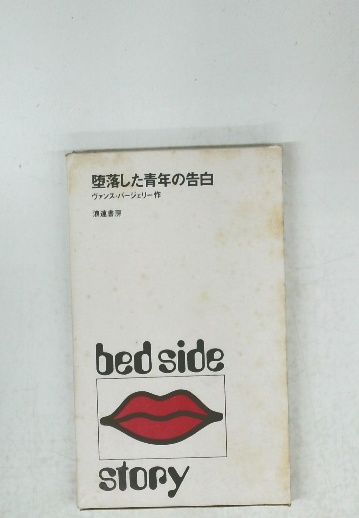 堕落した青年の告白
ヴァンス・バージェリー作
浪速書房
bed side
story